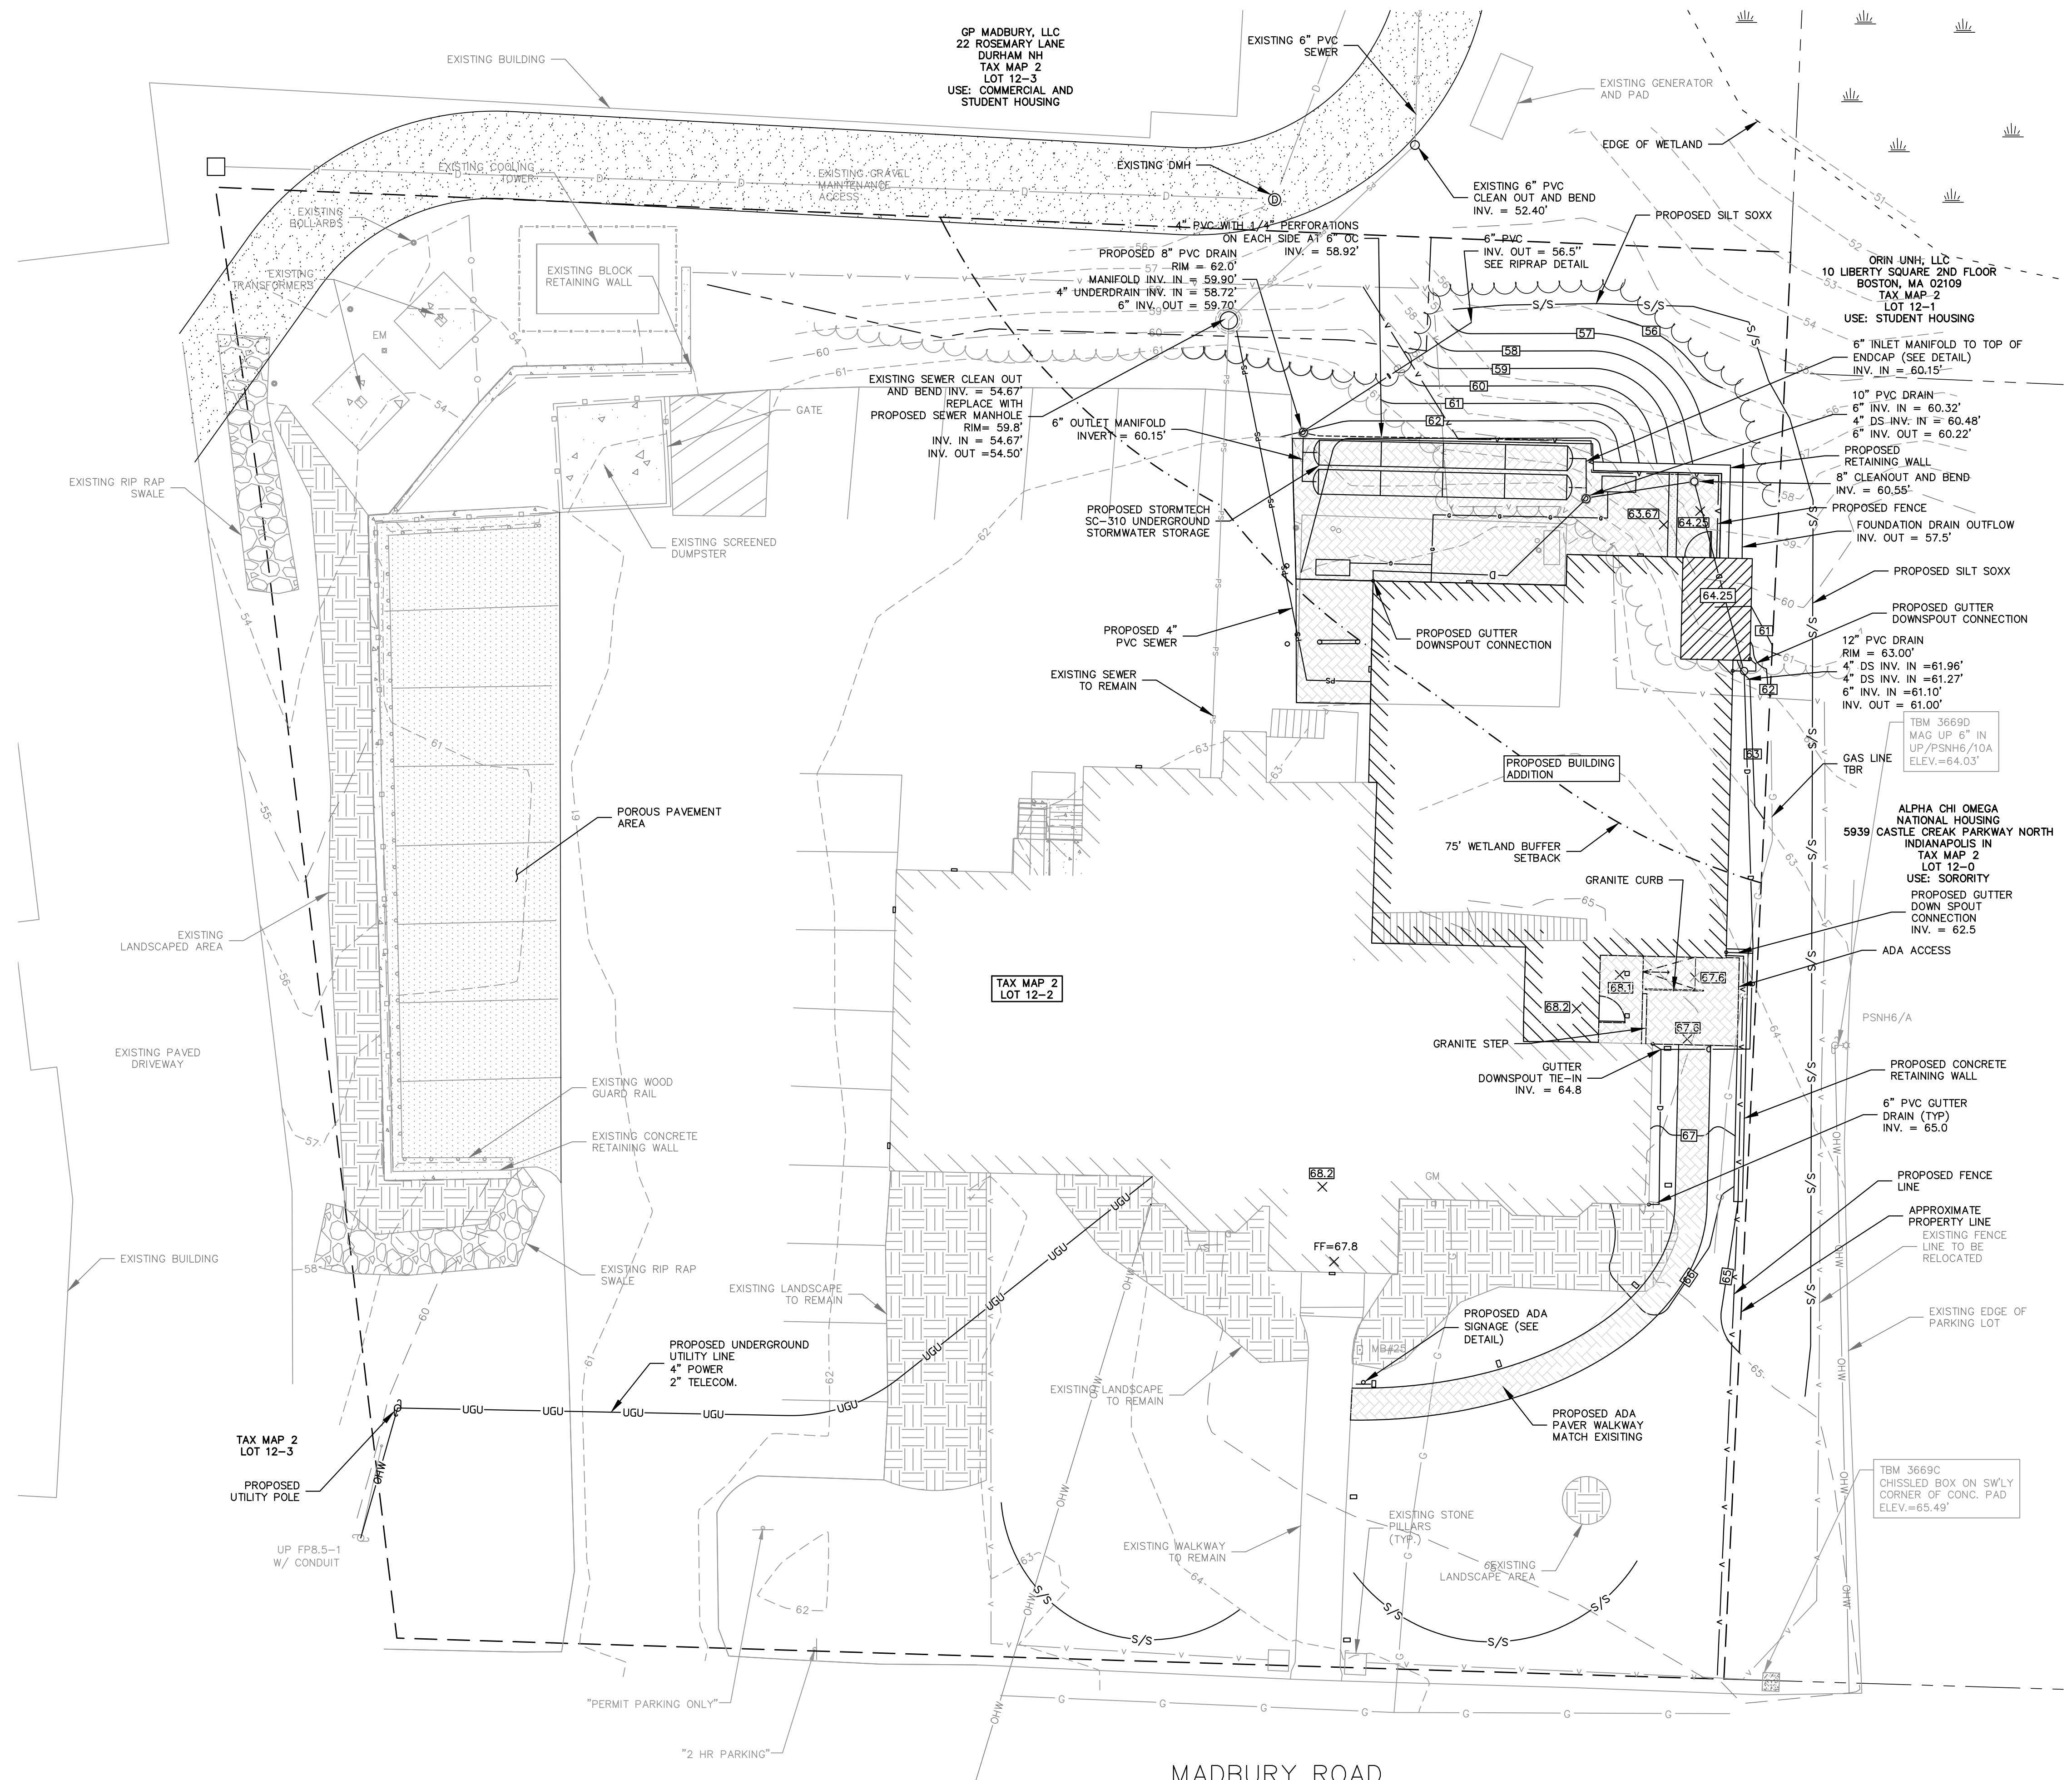 GP MADBURY, LLC
22 ROSEMARY LANE
DURHAM NH
TAX MAP 2
LOT 12-3
USE: COMMERCIAL AND
STUDENT HOUSING
EXISTING BUILDING
EXISTING 6" PVC
SEWER
EXISTING GENERATOR
AND PAD
EDGE OF WETLAND
EXISTING COOLING
TOWER
EXISTING GRAVEL
MAINTENANCE
ACCESS
EXISTING DMH
EXISTING 6" PVC
CLEAN OUT AND BEND
INV. = 52.40'
PROPOSED SILT SOXX
EXISTING
BOLLARDS
EXISTING
TRANSFORMERS
EM
EXISTING BLOCK
RETAINING WALL
4" PVC WITH 1/4" PERFORATIONS
ON EACH SIDE AT 6" OC
INV. = 58.92'
PROPOSED 8" PVC DRAIN
RIM = 62.0'
MANIFOLD INV. IN = 59.90'
4" UNDERDRAIN INV. IN = 58.72'
6" INV. OUT = 59.70'
6" PVC
INV. OUT = 56.5''
SEE RIPRAP DETAIL
ORIN UNH, LLC
10 LIBERTY SQUARE 2ND FLOOR
BOSTON, MA 02109
TAX MAP 2
LOT 12-1
USE: STUDENT HOUSING
6" INLET MANIFOLD TO TOP OF
ENDCAP (SEE DETAIL)
INV. IN = 60.15'
EXISTING SEWER CLEAN OUT
AND BEND INV. = 54.67'
REPLACE WITH
PROPOSED SEWER MANHOLE
RIM= 59.8'
INV. IN = 54.67'
INV. OUT =54.50'
6" OUTLET MANIFOLD
INVERT = 60.15'
GATE
10" PVC DRAIN
6" INV. IN = 60.32'
4" DS INV. IN = 60.48'
6" INV. OUT = 60.22'
PROPOSED
RETAINING WALL
8" CLEANOUT AND BEND
INV. = 60.55'
PROPOSED FENCE
FOUNDATION DRAIN OUTFLOW
INV. OUT = 57.5'
EXISTING RIP RAP
SWALE
EXISTING SCREENED
DUMPSTER
PROPOSED STORMTECH
SC-310 UNDERGROUND
STORMWATER STORAGE
63.67
64.25
64.25
PROPOSED SILT SOXX
PROPOSED GUTTER
DOWNSPOUT CONNECTION
PROPOSED 4"
PVC SEWER
PROPOSED GUTTER
DOWNSPOUT CONNECTION
12" PVC DRAIN
RIM = 63.00'
4" DS INV. IN =61.96'
4" DS INV. IN =61.27'
6" INV. IN =61.10'
INV. OUT = 61.00'
EXISTING SEWER
TO REMAIN
TBM 3669D
MAG UP 6" IN
UP/PSNH6/10A
ELEV.=64.03'
GAS LINE
TBR
PROPOSED BUILDING
ADDITION
POROUS PAVEMENT
AREA
75' WETLAND BUFFER
SETBACK
ALPHA CHI OMEGA
NATIONAL HOUSING
5939 CASTLE CREAK PARKWAY NORTH
INDIANAPOLIS IN
TAX MAP 2
LOT 12-0
USE: SORORITY
GRANITE CURB
PROPOSED GUTTER
DOWN SPOUT
CONNECTION
INV. = 62.5
ADA ACCESS
EXISTING
LANDSCAPED AREA
TAX MAP 2
LOT 12-2
68.1
67.6
68.2
67.6
PSNH6/A
GRANITE STEP
EXISTING PAVED
DRIVEWAY
GUTTER
DOWNSPOUT TIE-IN
INV. = 64.8
PROPOSED CONCRETE
RETAINING WALL
EXISTING WOOD
GUARD RAIL
6" PVC GUTTER
DRAIN (TYP)
INV. = 65.0
EXISTING CONCRETE
RETAINING WALL
68.2
GM
PROPOSED FENCE
LINE
APPROXIMATE
PROPERTY LINE
EXISTING FENCE
LINE TO BE
RELOCATED
AS
FF=67.8
EXISTING BUILDING
EXISTING RIP RAP
SWALE
EXISTING LANDSCAPE
TO REMAIN
PROPOSED ADA
SIGNAGE (SEE
DETAIL)
MB#25
EXISTING EDGE OF
PARKING LOT
PROPOSED UNDERGROUND
UTILITY LINE
4" POWER
2" TELECOM.
EXISTING LANDSCAPE
TO REMAIN
PROPOSED ADA
PAVER WALKWAY
MATCH EXISITING
TAX MAP 2
LOT 12-3
PROPOSED
UTILITY POLE
TBM 3669C
CHISSLED BOX ON SW'LY
CORNER OF CONC. PAD
ELEV.=65.49'
UP FP8.5-1
W/ CONDUIT
EXISTING STONE
PILLARS
(TYP.)
EXISTING WALKWAY
TO REMAIN
EXISTING
LANDSCAPE AREA
"PERMIT PARKING ONLY"
"2 HR PARKING"
MADBURY ROAD